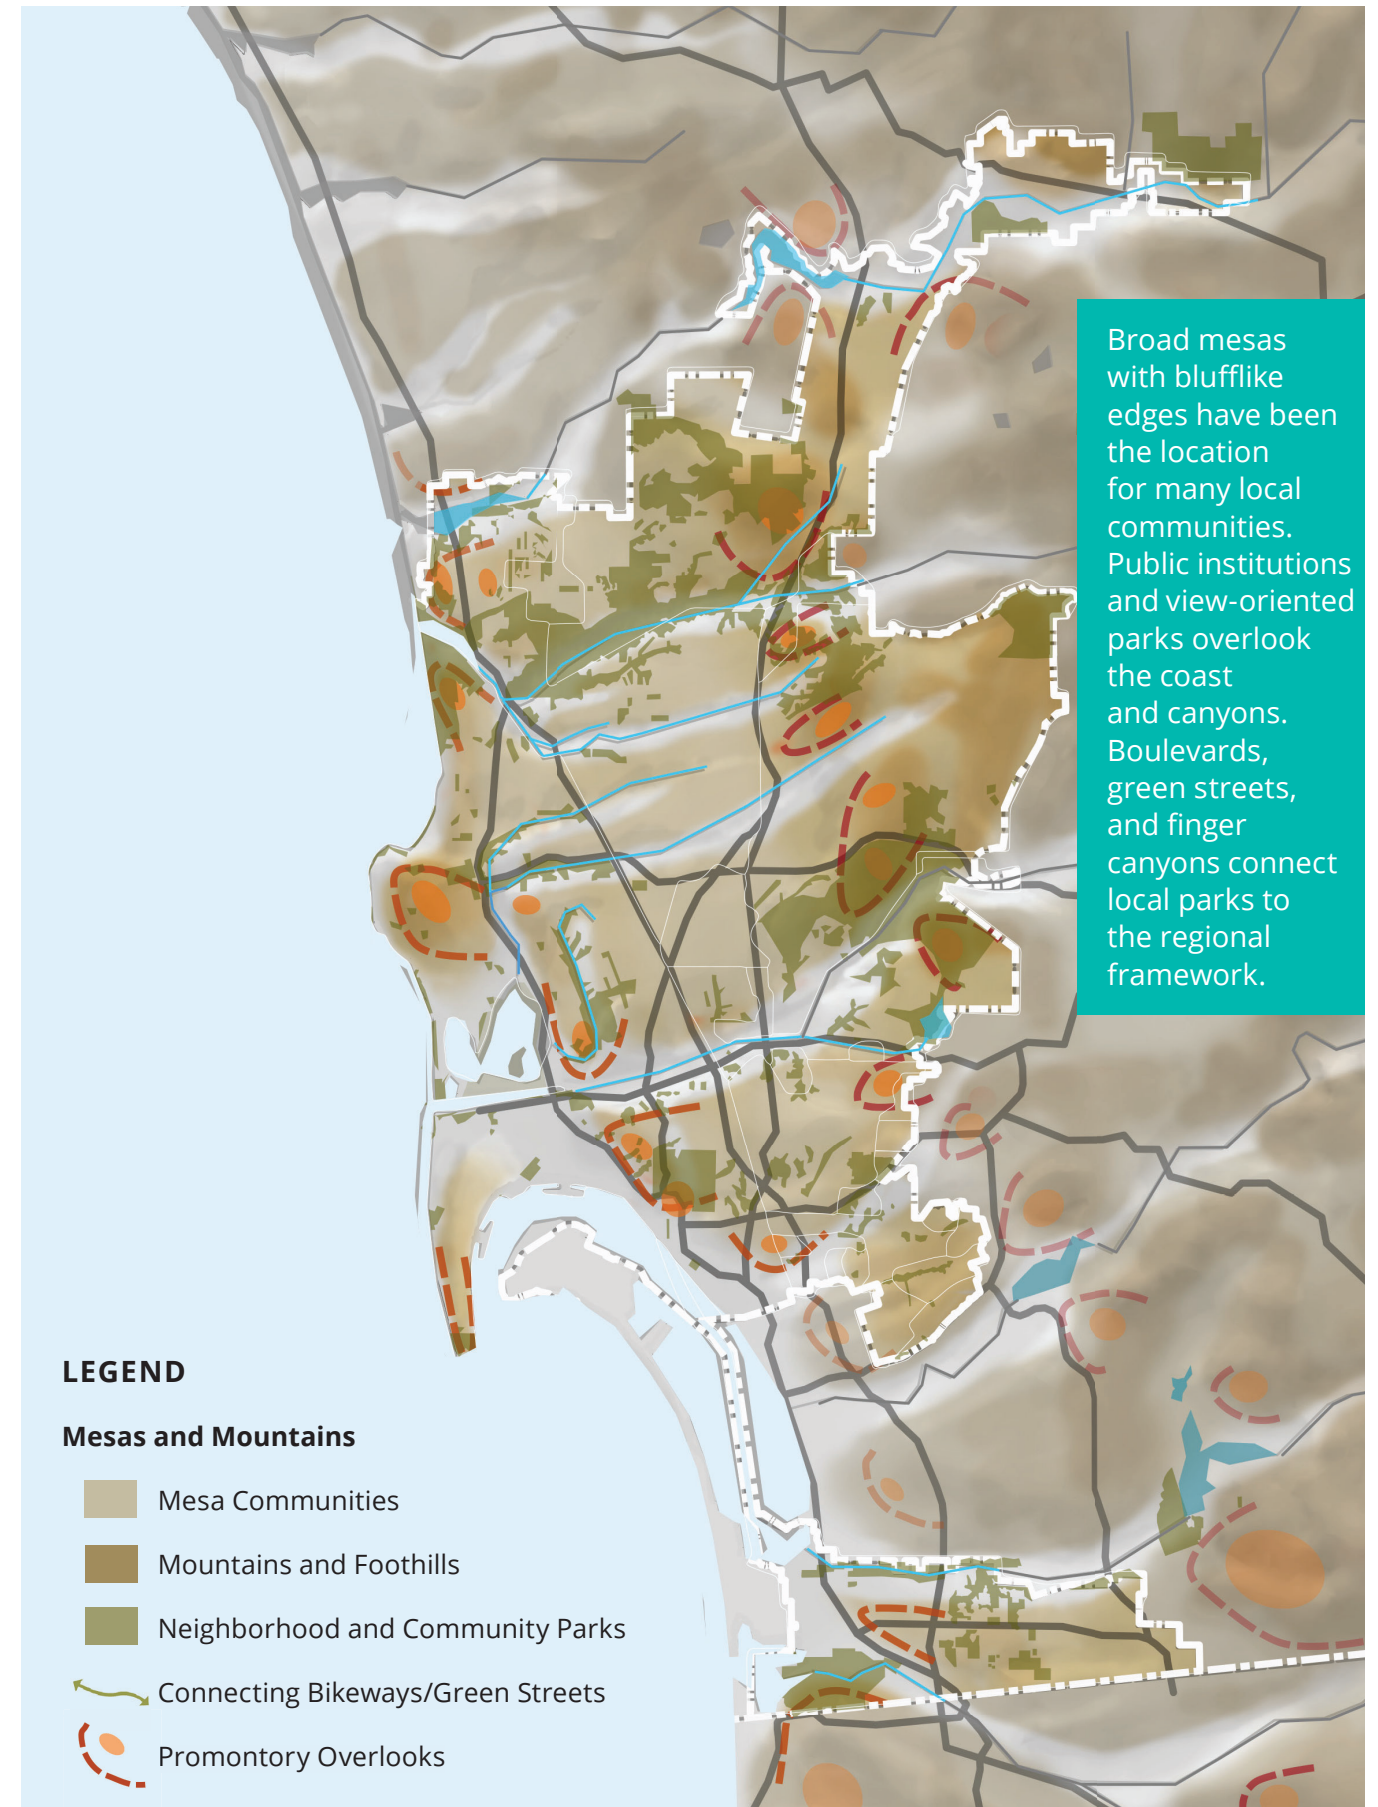 Broad mesas
with blufflike
edges have been
the location
for many local
communities.
Public institutions
and view-oriented
parks overlook
the coast
and canyons.
Boulevards,
green streets,
and finger
canyons connect
local parks to
the regional
framework.
LEGEND
Mesas and Mountains
Mesa Communities
Mountains and Foothills
Neighborhood and Community Parks
Connecting Bikeways/Green Streets
Promontory Overlooks